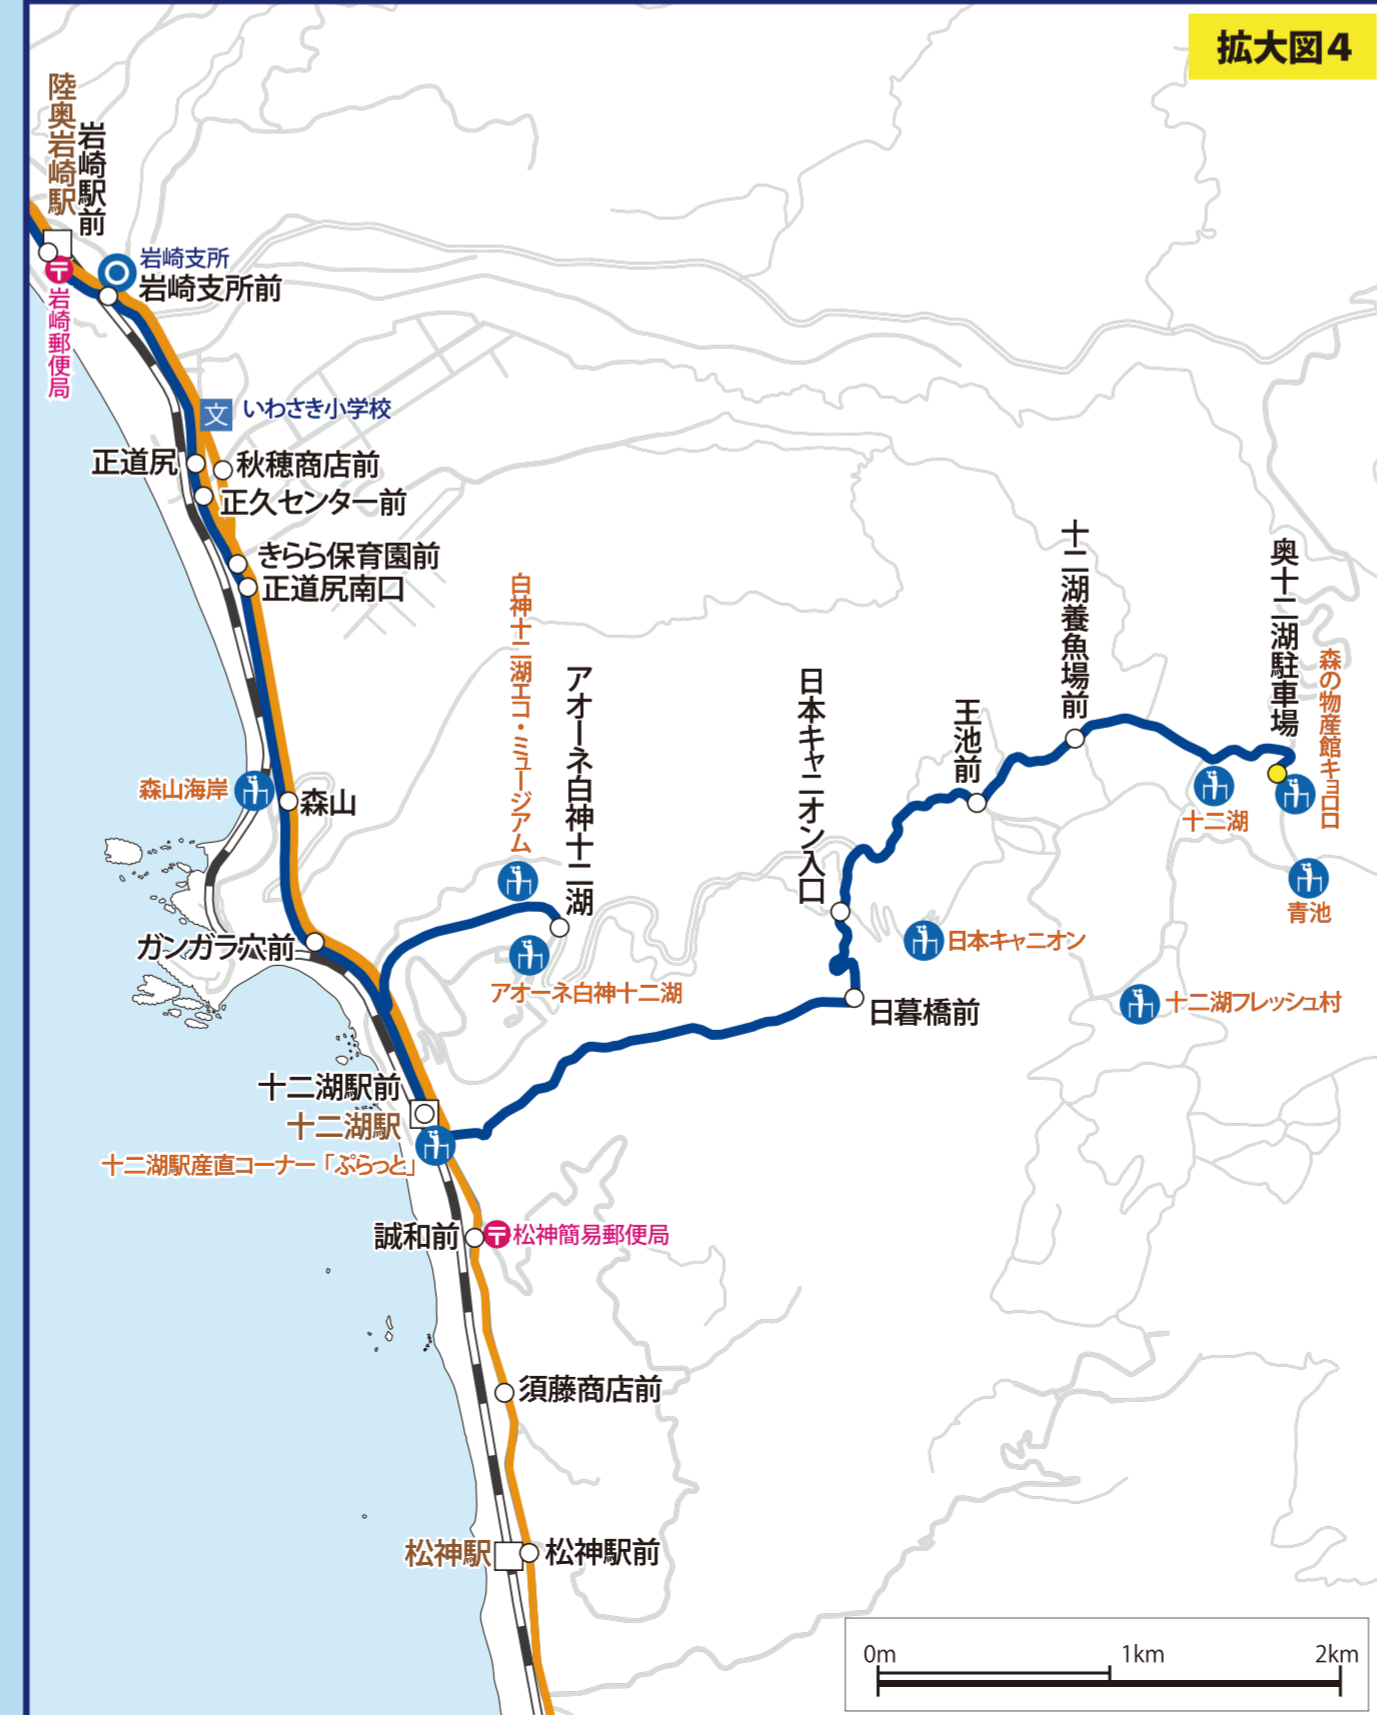 拡大図4
陸奥岩崎駅
岩崎駅前
岩崎支所
岩崎支所前
岩崎郵便局
文
いわさき小学校
正道尻
秋穂商店前
正久センター前
きらら保育園前
正道尻南口
白神十二湖エコ・ミュージアム
アオーネ白神十二湖
日本キャニオン入口
王池前
十二湖養魚場前
奥十二湖駐車場
森の物産館キョロロ
森山海岸
森山
十二湖
青池
ガンガラ穴前
アオーネ白神十二湖
日本キャニオン
十二湖フレッシュ村
日暮橋前
十二湖駅前
十二湖駅
十二湖駅産直コーナー「ぷらっと」
誠和前
松神簡易郵便局
須藤商店前
松神駅
松神駅前
0m 1km 2km